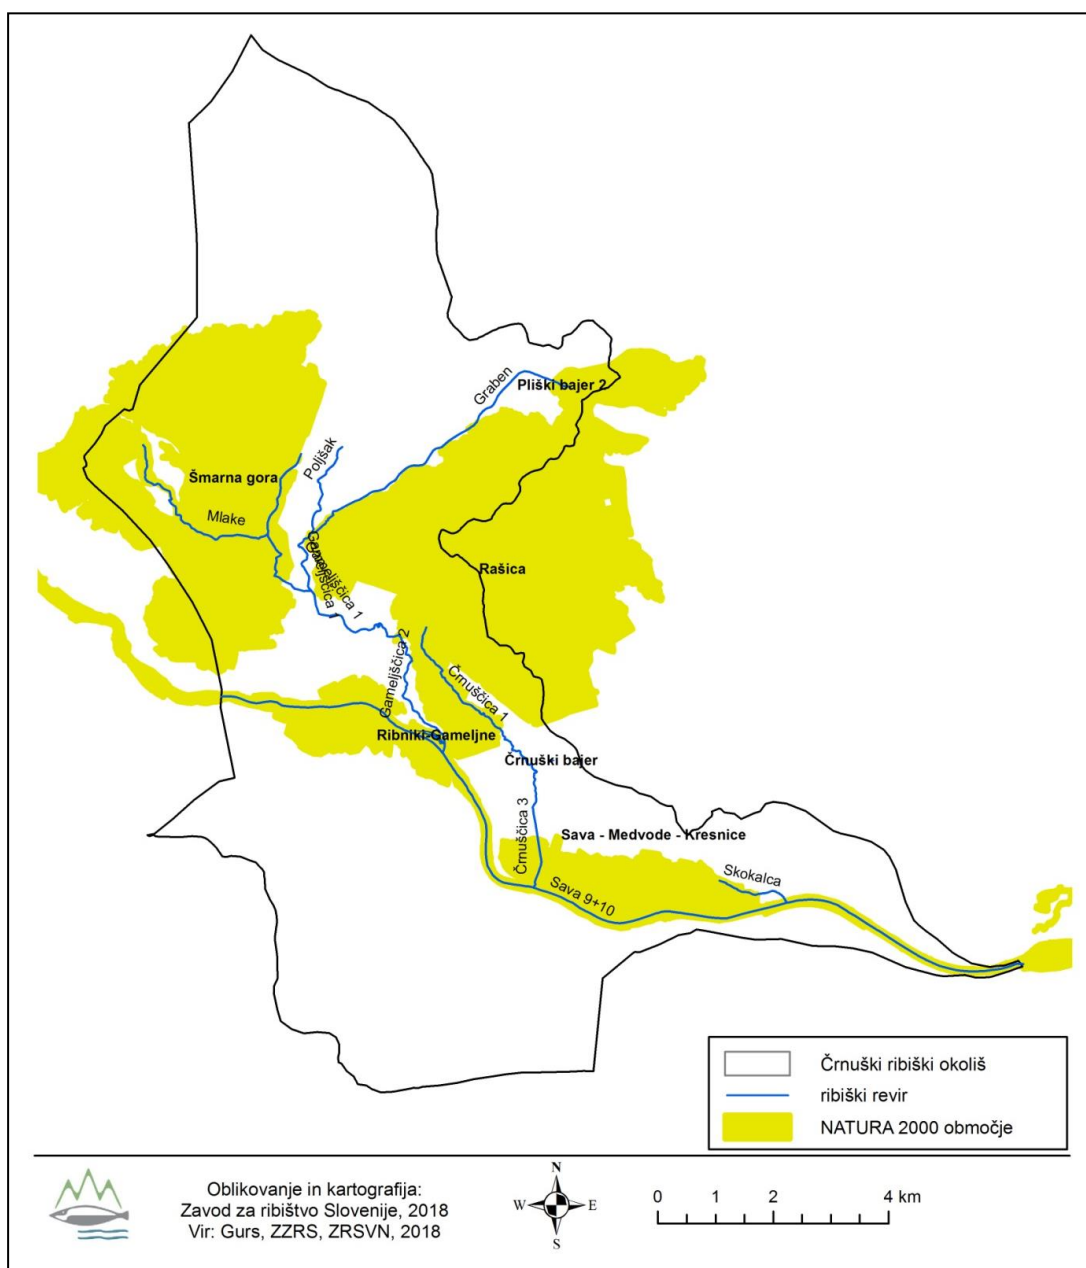 Graben
Pliški bajer 2
Poljšak
Šmarna gora
Mlake
Gameljščica 1
Gameljščica 1
Rašica
Gameljščica 2
Črnuščica 1
Ribniki-Gameljne
Črnuški bajer
Črnuščica 3
Sava - Medvode - Kresnice
Skokalca
Sava 9+10
Črnuški ribiški okoliš
ribiški revir
NATURA 2000 območje
Oblikovanje in kartografija:
Zavod za ribištvo Slovenije, 2018
Vir: Gurs, ZZRS, ZRSVN, 2018
N
W E
S
0 1 2 4 km